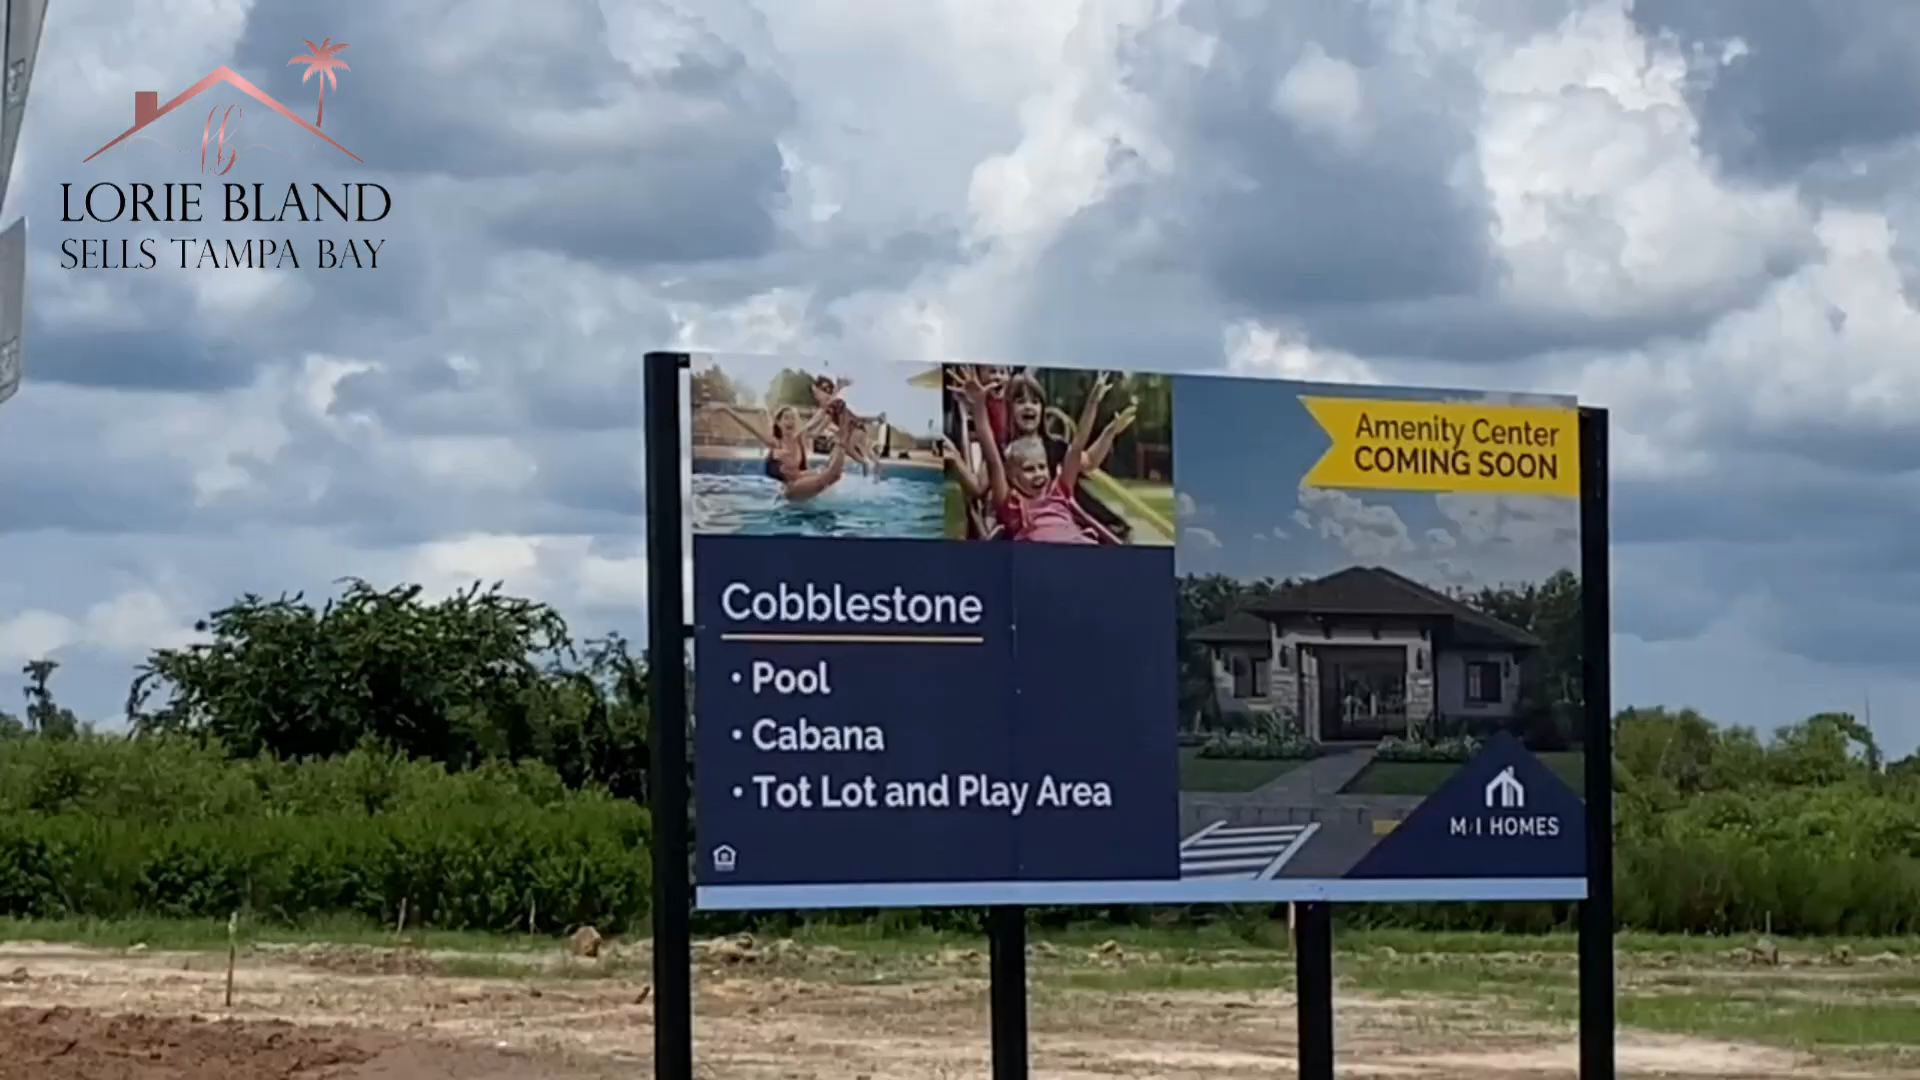 LORIE BLAND
SELLS TAMPA BAY
Amenity Center
COMING SOON
Cobblestone
• Pool
• Cabana
• Tot Lot and Play Area
M/I HOMES